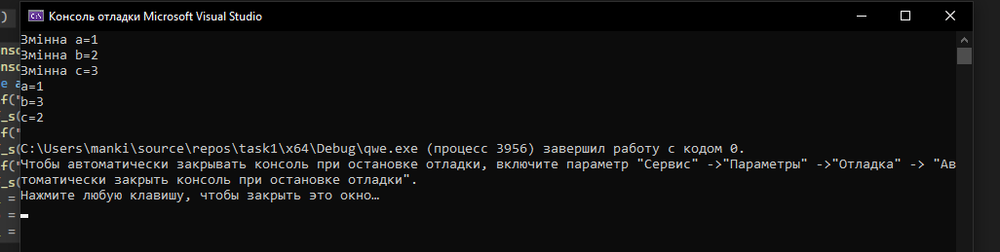 Консоль отладки Microsoft Visual Studio
Змінна a=1
Змінна b=2
Змінна c=3
a=1
b=3
c=2
C:\Users\manki\source\repos\task1\x64\Debug\qwe.exe (процесс 3956) завершил работу с кодом 0.
Чтобы автоматически закрывать консоль при остановке отладки, включите параметр "Сервис" ->"Параметры" ->"Отладка" -> "Ав
томатически закрыть консоль при остановке отладки".
Нажмите любую клавишу, чтобы закрыть это окно…